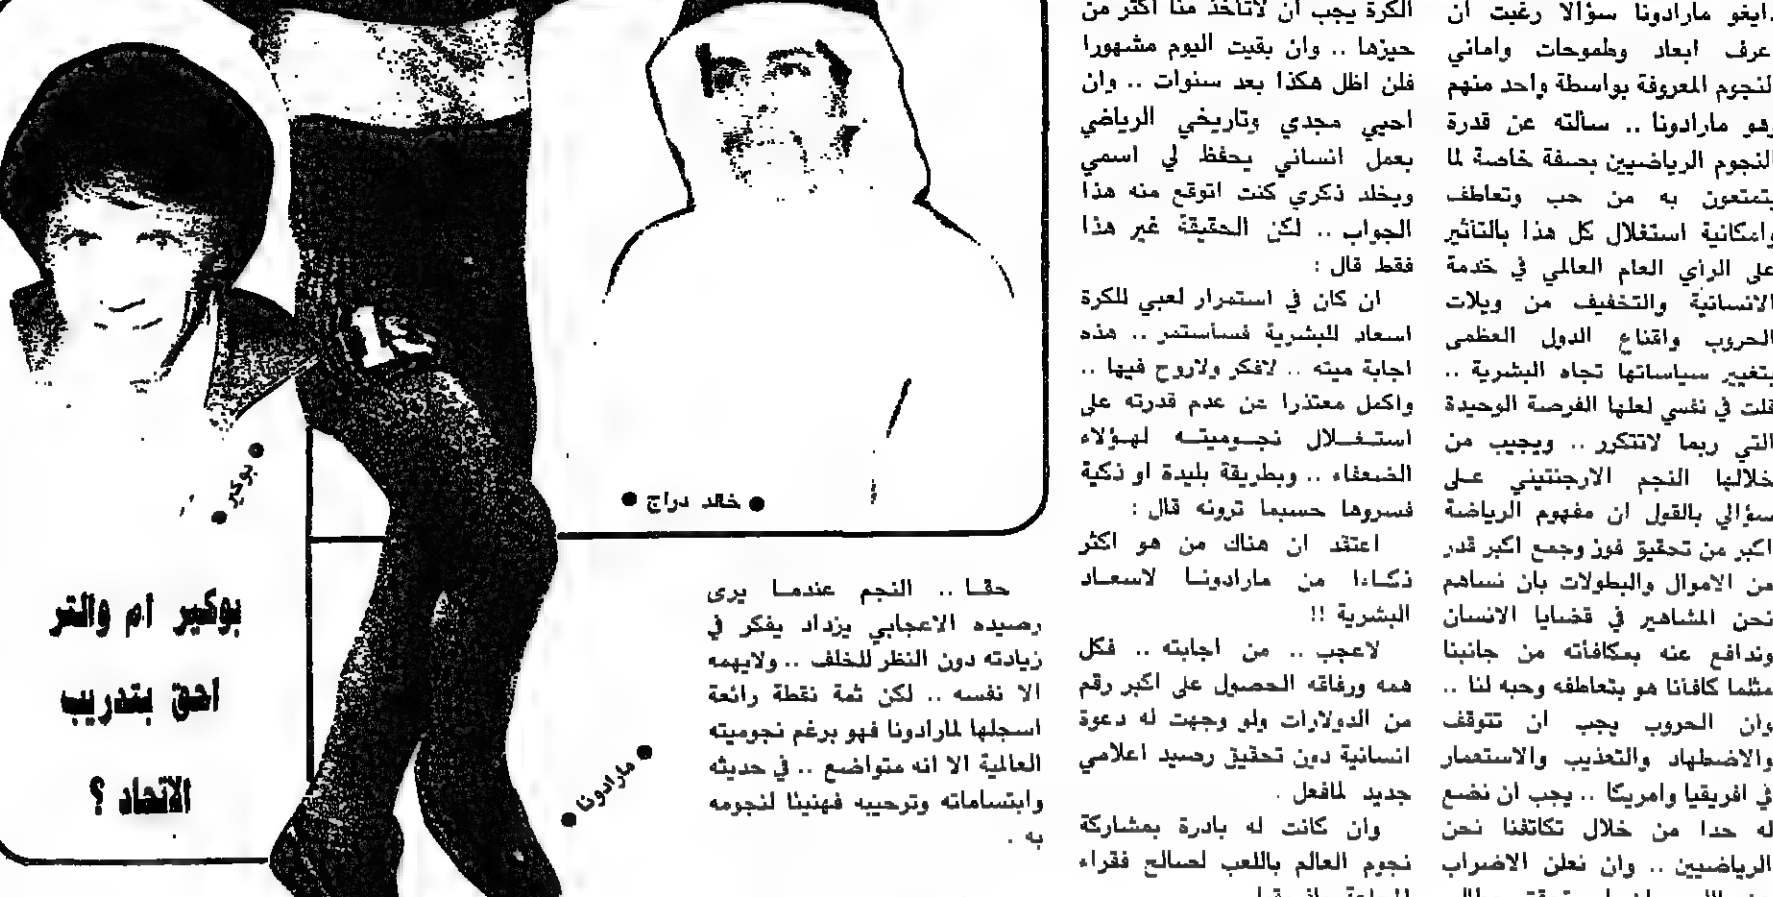 دايغو مارادونا سؤالا رغبت ان
اعرف ابعاد وطموحات واماني
النجوم المعروفة بواسطة واحد منهم
وهو مارادونا .. سالته عن قدرة
النجوم الرياضيين بصفة خاصة لما
يتمتعون به من حب وتعاطف
وامكانية استغلال كل هذا بالتاثير
على الرأي العام العالمي في خدمة
الانسانية والتخفيف من ويلات
الحروب واقناع الدول العظمى
بتغيير سياساتها تجاه البشرية ..
قلت في نفسي لعلها الفرصة الوحيدة
التي ربما لاتتكرر .. ويجيب من
خلالها النجم الارجنتيني على
سؤالي بالقول ان مفهوم الرياضة
اكبر من تحقيق فوز وجمع اكبر قدر
من الاموال والبطولات بان نساهم
نحن المشاهير في قضايا الانسان
وندافع عنه بمكافأته من جانبنا
مثلما كافأنا هو بتعاطفه وحبه لنا ..
وان الحروب يجب ان تتوقف
والاضطهاد والتعذيب والاستعمار
في افريقيا وامريكا .. يجب ان نضع
له حدا من خلال تكاتفنا نحن
الرياضيين .. وان نعلن الاضراب
الكرة يجب ان لاتاخذ منا اكثر من
حيزها .. وان بقيت اليوم مشهورا
فلن اظل هكذا بعد سنوات .. وان
احيي مجدي وتاريخي الرياضي
بعمل انساني يحفظ لي اسمي
ويخلد ذكري كنت اتوقع منه هذا
الجواب .. لكن الحقيقة غير هذا
فقط قال :
ان كان في استمرار لعبي للكرة
اسعاد للبشرية فسأستمر .. هذه
اجابة ميته .. لافكر ولاروح فيها ..
واكمل معتذرا عن عدم قدرته على
استغلال نجوميته لهؤلاء
الضعفاء .. وبطريقة بليدة او ذكية
فسروها حسبما ترونه قال :
اعتقد ان هناك من هو اكثر
ذكاءا من مارادونا لاسعاد
البشرية !!
لاعجب .. من اجابته .. فكل
همه ورفاقه الحصول على اكبر رقم
من الدولارات ولو وجهت له دعوة
انسانية دون تحقيق رصيد اعلامي
جديد لمافعل .
وان كانت له بادرة بمشاركة
نجوم العالم باللعب لصالح فقراء
حقا .. النجم عندما يرى
رصيده الاعجابي يزداد يفكر في
زيادته دون النظر للخلف .. ولايهمه
الا نفسه .. لكن ثمة نقطة رائعة
اسجلها لمارادونا فهو برغم نجوميته
العالمية الا انه متواضع .. في حديثه
وابتساماته وترحيبه فهنيئا لنجومه
به .
● خالد دراج ●
● مارادونا ●
● بوكير ●
بوكير ام والتر
احق بتدريب
الاتحاد ؟